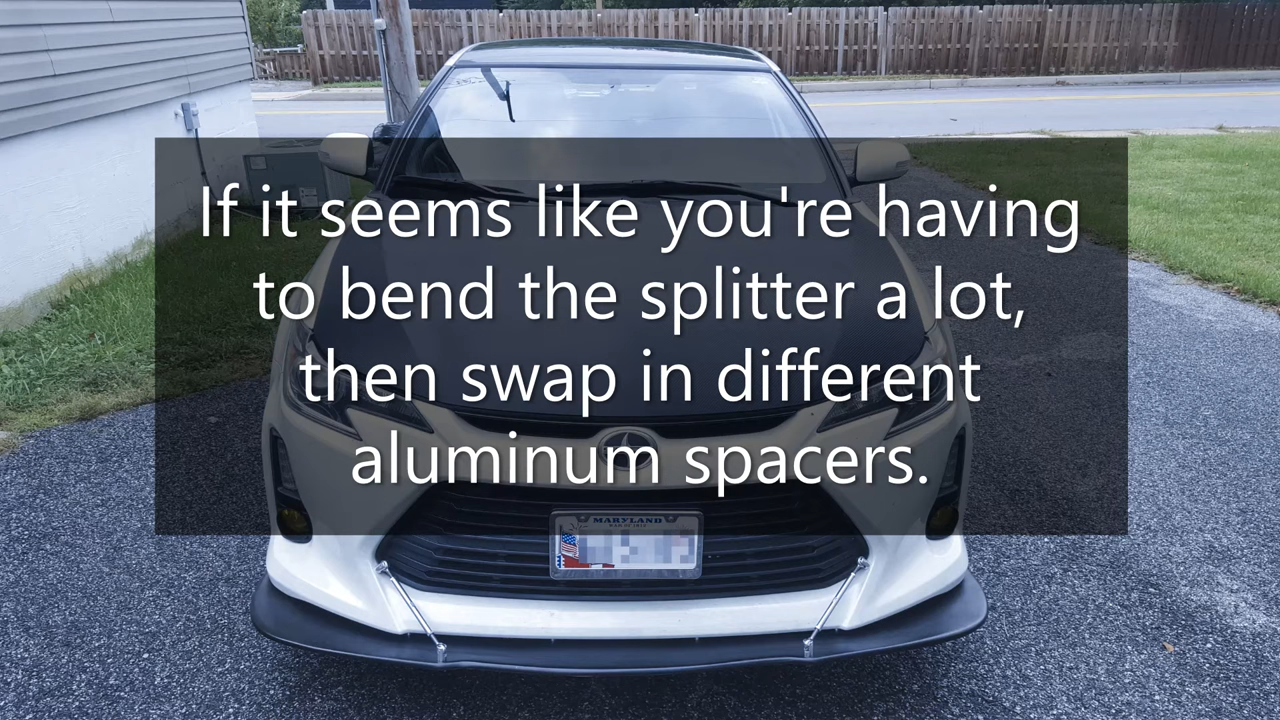 If it seems like you're having
to bend the splitter a lot,
then swap in different
aluminum spacers.
MARYLAND